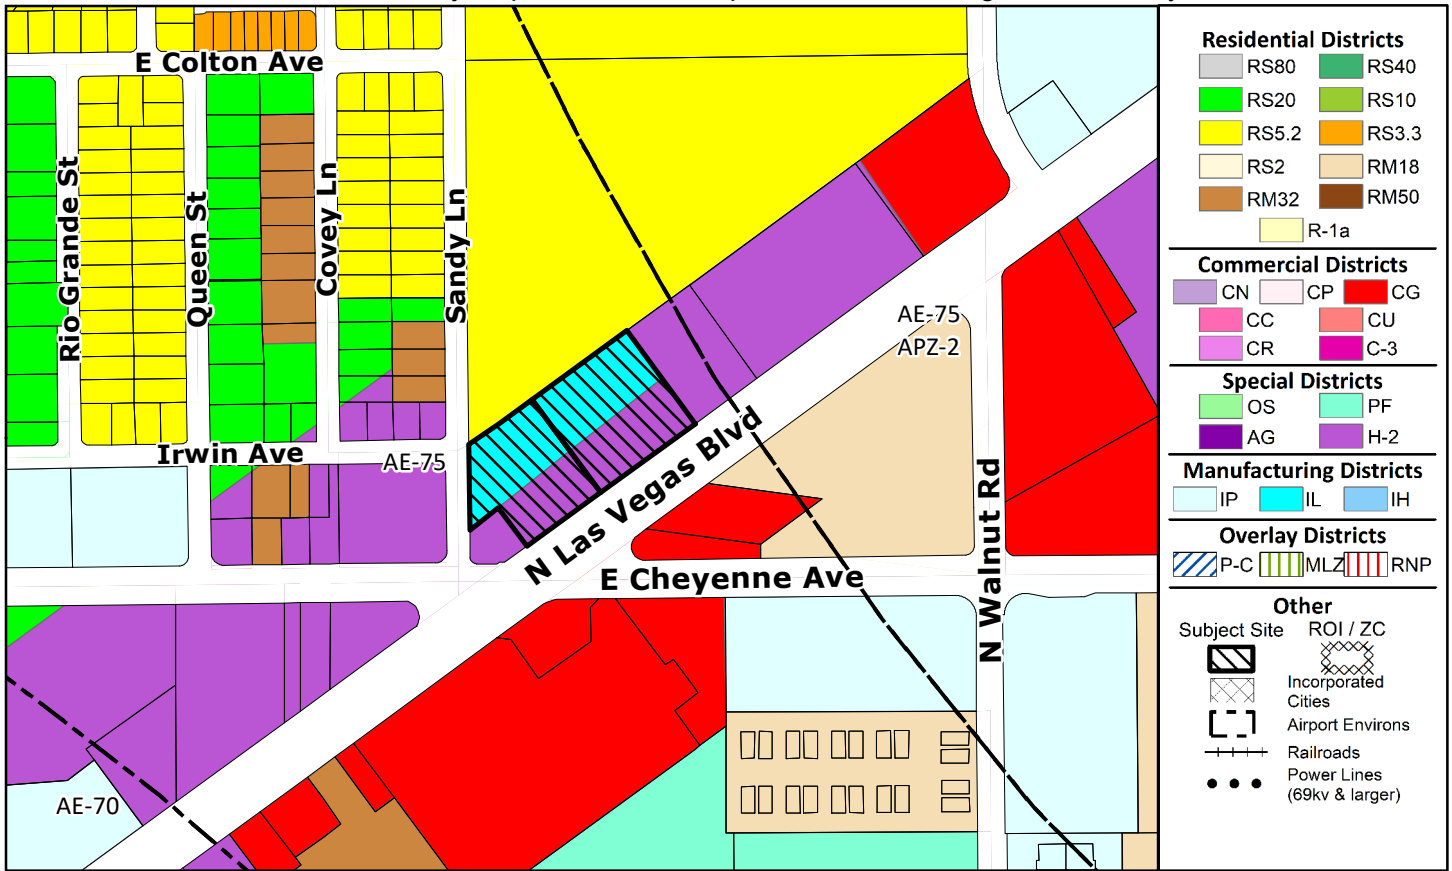 E Colton Ave
Rio Grande St
Queen St
Covey Ln
Sandy Ln
AE-75
APZ-2
Irwin Ave
AE-75
N Las Vegas Blvd
N Walnut Rd
E Cheyenne Ave
AE-70
Residential Districts
RS80 RS40
RS20 RS10
RS5.2 RS3.3
RS2 RM18
RM32 RM50
R-1a
Commercial Districts
CN CP CG
CC CU
CR C-3
Special Districts
OS PF
AG H-2
Manufacturing Districts
IP IL IH
Overlay Districts
P-C MLZ RNP
Other
Subject Site ROI / ZC
Incorporated
Cities
Airport Environs
Railroads
Power Lines
(69kv & larger)